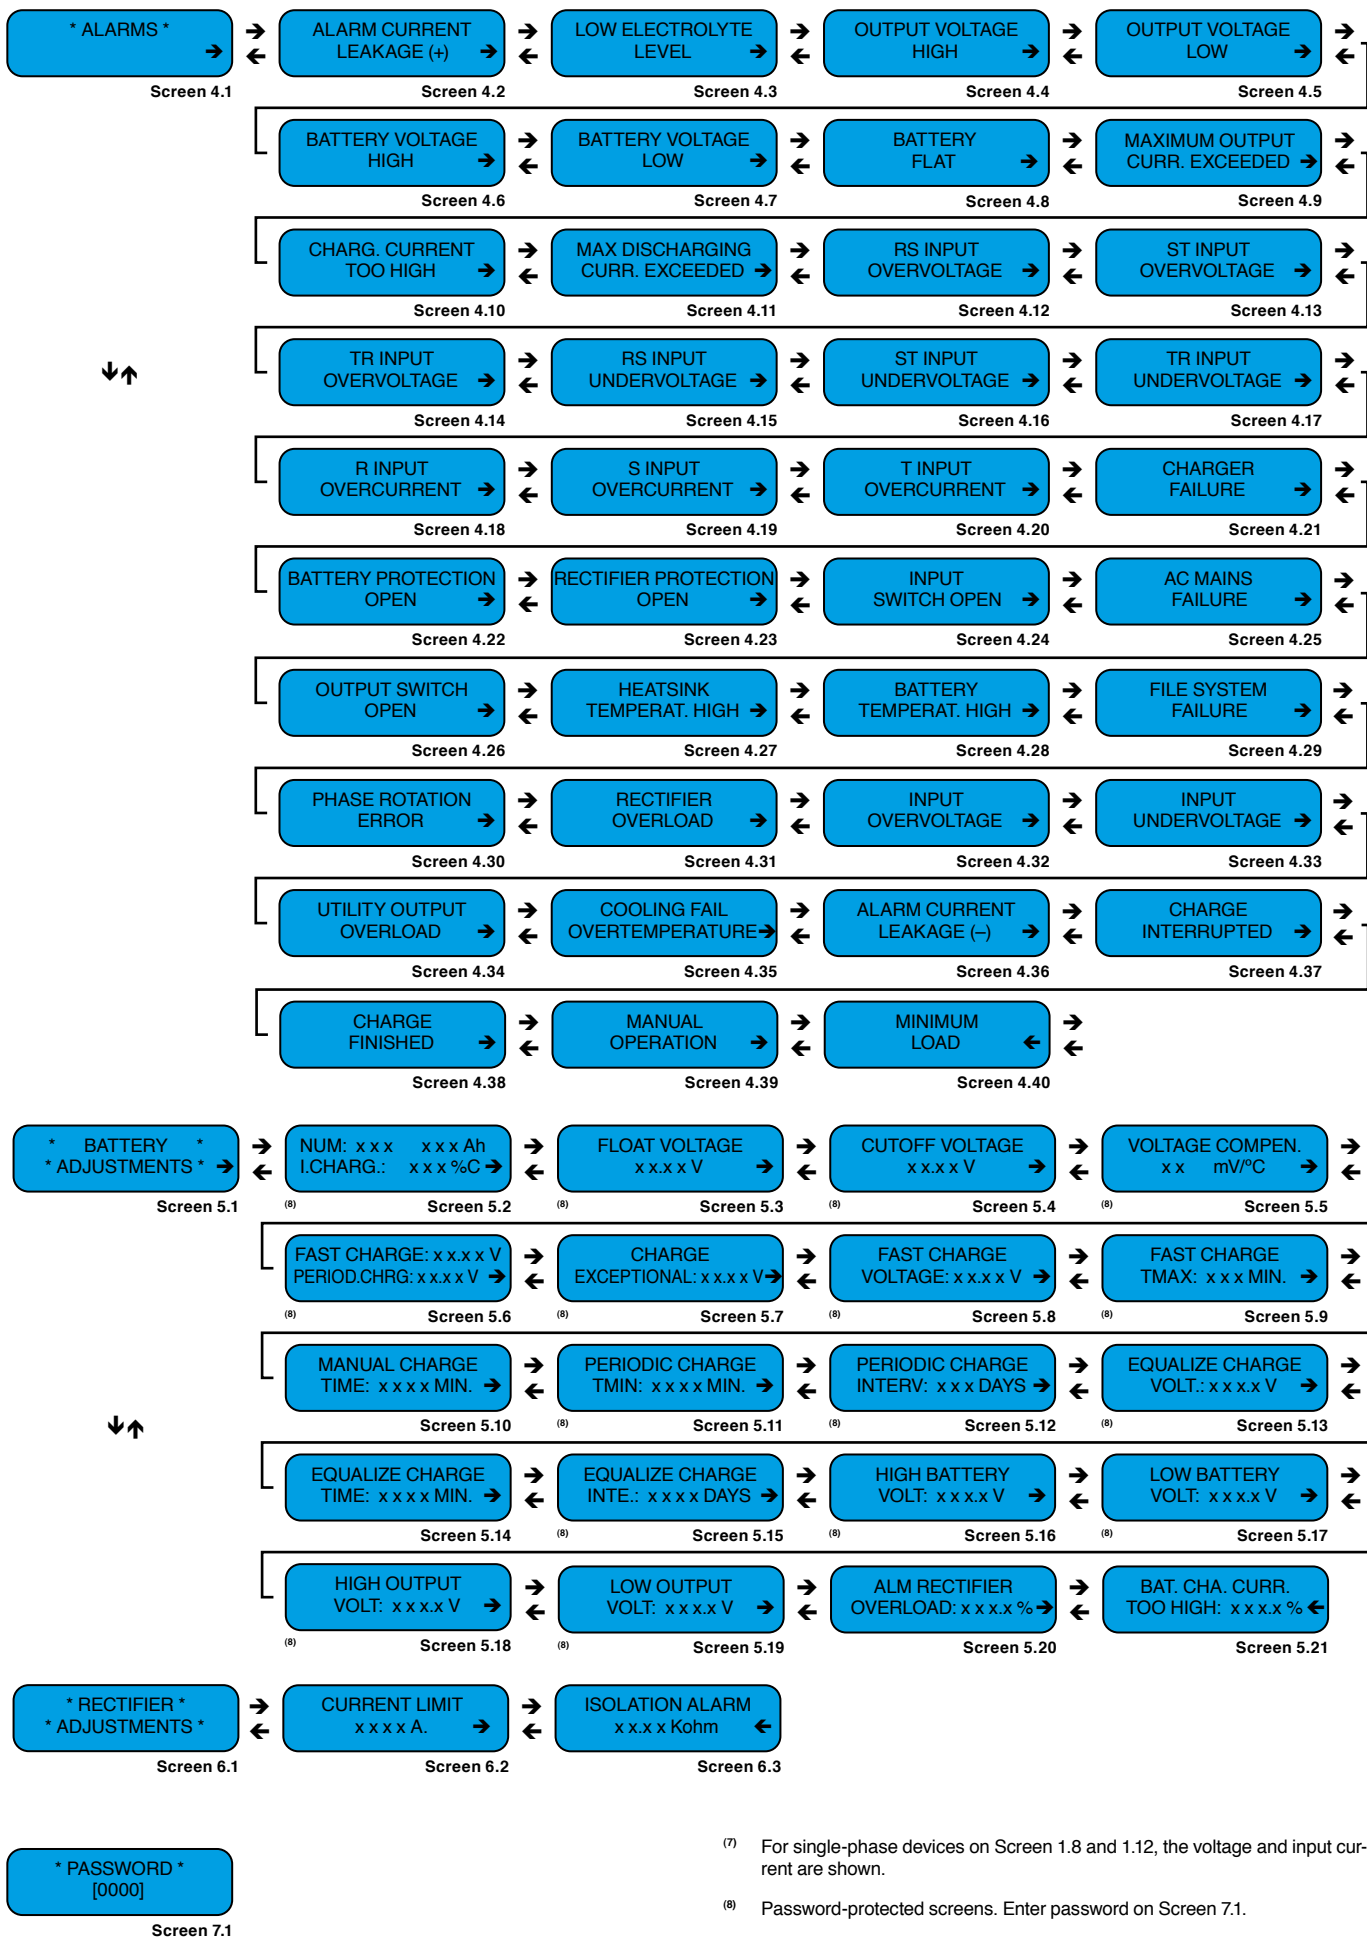 * ALARMS *
Screen 4.1
ALARM CURRENT
LEAKAGE (+)
Screen 4.2
LOW ELECTROLYTE
LEVEL
Screen 4.3
OUTPUT VOLTAGE
HIGH
Screen 4.4
OUTPUT VOLTAGE
LOW
Screen 4.5
BATTERY VOLTAGE
HIGH
Screen 4.6
BATTERY VOLTAGE
LOW
Screen 4.7
BATTERY
FLAT
Screen 4.8
MAXIMUM OUTPUT
CURR. EXCEEDED
Screen 4.9
CHARG. CURRENT
TOO HIGH
Screen 4.10
MAX DISCHARGING
CURR. EXCEEDED
Screen 4.11
RS INPUT
OVERVOLTAGE
Screen 4.12
ST INPUT
OVERVOLTAGE
Screen 4.13
TR INPUT
OVERVOLTAGE
Screen 4.14
RS INPUT
UNDERVOLTAGE
Screen 4.15
ST INPUT
UNDERVOLTAGE
Screen 4.16
TR INPUT
UNDERVOLTAGE
Screen 4.17
R INPUT
OVERCURRENT
Screen 4.18
S INPUT
OVERCURRENT
Screen 4.19
T INPUT
OVERCURRENT
Screen 4.20
CHARGER
FAILURE
Screen 4.21
BATTERY PROTECTION
OPEN
Screen 4.22
RECTIFIER PROTECTION
OPEN
Screen 4.23
INPUT
SWITCH OPEN
Screen 4.24
AC MAINS
FAILURE
Screen 4.25
OUTPUT SWITCH
OPEN
Screen 4.26
HEATSINK
TEMPERAT. HIGH
Screen 4.27
BATTERY
TEMPERAT. HIGH
Screen 4.28
FILE SYSTEM
FAILURE
Screen 4.29
PHASE ROTATION
ERROR
Screen 4.30
RECTIFIER
OVERLOAD
Screen 4.31
INPUT
OVERVOLTAGE
Screen 4.32
INPUT
UNDERVOLTAGE
Screen 4.33
UTILITY OUTPUT
OVERLOAD
Screen 4.34
COOLING FAIL
OVERTEMPERATURE
Screen 4.35
ALARM CURRENT
LEAKAGE (–)
Screen 4.36
CHARGE
INTERRUPTED
Screen 4.37
CHARGE
FINISHED
Screen 4.38
MANUAL
OPERATION
Screen 4.39
MINIMUM
LOAD
Screen 4.40
* BATTERY *
* ADJUSTMENTS *
Screen 5.1
NUM: x x x x x x Ah
I.CHARG.: x x x %C
(8) Screen 5.2
FLOAT VOLTAGE
x x.x x V
(8) Screen 5.3
CUTOFF VOLTAGE
x x.x x V
(8) Screen 5.4
VOLTAGE COMPEN.
x x mV/ºC
(8) Screen 5.5
FAST CHARGE: x x.x x V
PERIOD.CHRG: x x.x x V
(8) Screen 5.6
CHARGE
EXCEPTIONAL: x x.x x V
(8) Screen 5.7
FAST CHARGE
VOLTAGE: x x.x x V
(8) Screen 5.8
FAST CHARGE
TMAX: x x x MIN.
(8) Screen 5.9
MANUAL CHARGE
TIME: x x x x MIN.
Screen 5.10
PERIODIC CHARGE
TMIN: x x x x MIN.
(8) Screen 5.11
PERIODIC CHARGE
INTERV: x x x DAYS
(8) Screen 5.12
EQUALIZE CHARGE
VOLT.: x x x.x V
(8) Screen 5.13
EQUALIZE CHARGE
TIME: x x x x MIN.
Screen 5.14
EQUALIZE CHARGE
INTE.: x x x x DAYS
(8) Screen 5.15
HIGH BATTERY
VOLT: x x x.x V
(8) Screen 5.16
LOW BATTERY
VOLT: x x x.x V
(8) Screen 5.17
HIGH OUTPUT
VOLT: x x x.x V
(8) Screen 5.18
LOW OUTPUT
VOLT: x x x.x V
(8) Screen 5.19
ALM RECTIFIER
OVERLOAD: x x x.x %
Screen 5.20
BAT. CHA. CURR.
TOO HIGH: x x x.x %
Screen 5.21
* RECTIFIER *
* ADJUSTMENTS *
Screen 6.1
CURRENT LIMIT
x x x x A.
Screen 6.2
ISOLATION ALARM
x x.x x Kohm
Screen 6.3
* PASSWORD *
[0000]
Screen 7.1
(7) For single-phase devices on Screen 1.8 and 1.12, the voltage and input cur-
rent are shown.
(8) Password-protected screens. Enter password on Screen 7.1.